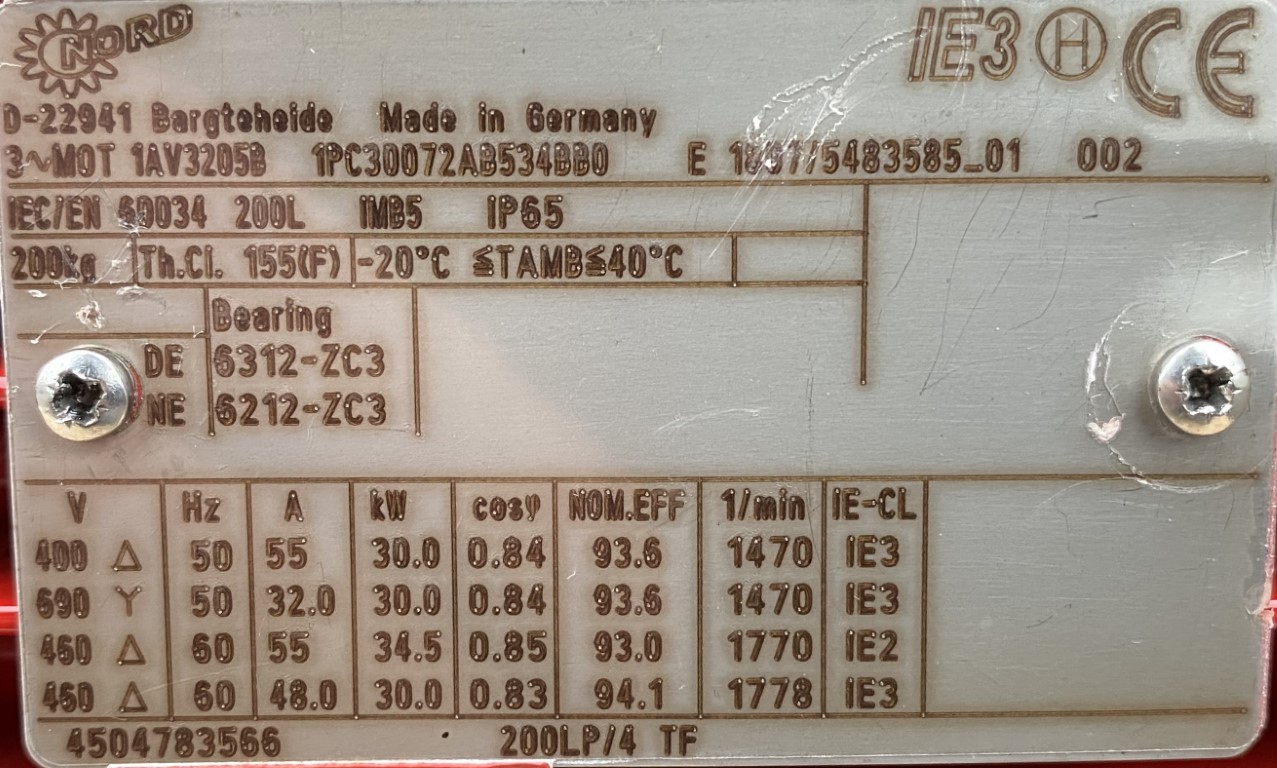 NORD
IE3 H CE
D-22941 Bargteheide Made in Germany
3~MOT 1AV3205B 1PC30072AB534BB0 E 002
IEC/EN 60034 200L IMB5 IP65
200kg Th.Cl. 155(F) -20°C ≦TAMB≦40°C
Bearing
DE 6312-ZC3
NE 6212-ZC3
V Hz A kW cosφ NOM.EFF 1/min IE-CL
400 Δ 50 55 30.0 0.84 93.6 1470 IE3
690 Y 50 32.0 30.0 0.84 93.6 1470 IE3
460 Δ 60 55 34.5 0.85 93.0 1770 IE2
460 Δ 60 48.0 30.0 0.83 94.1 1778 IE3
4504783566 200LP/4 TF